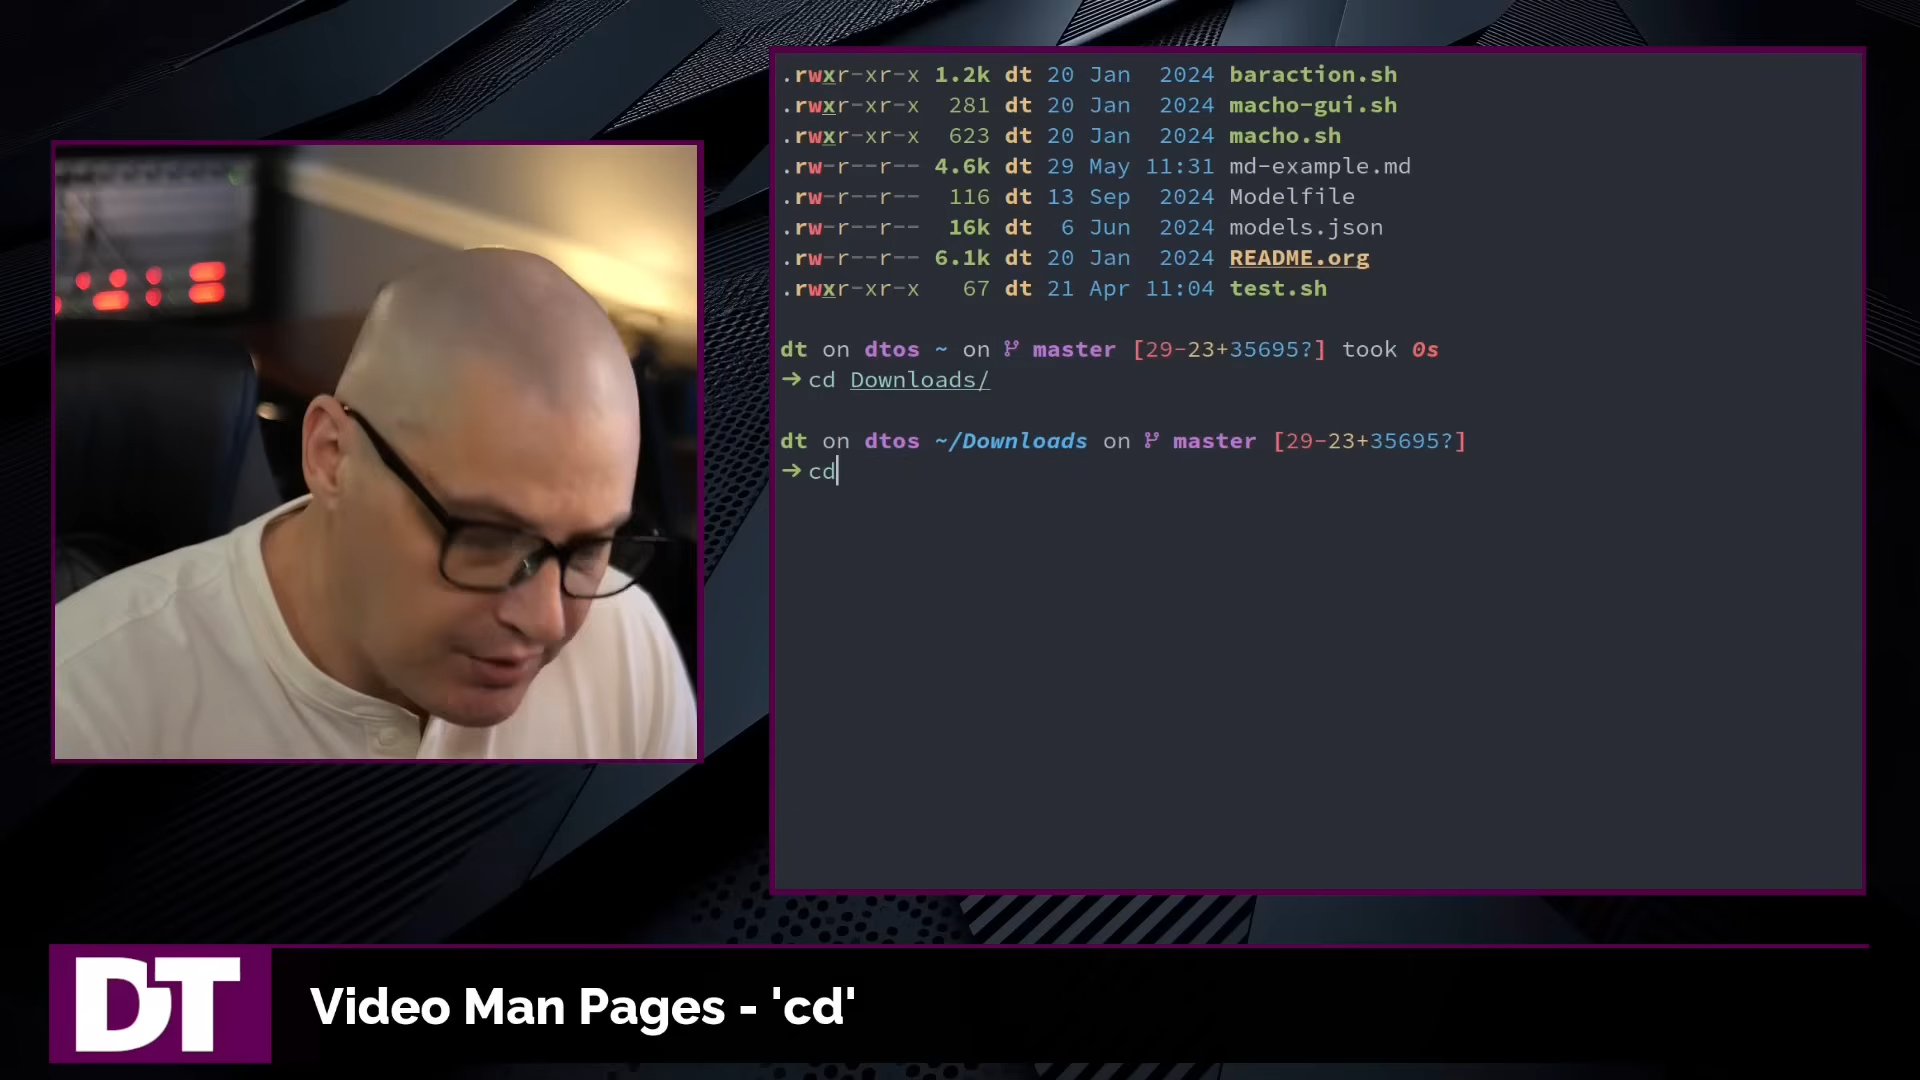 .rwxr-xr-x 1.2k dt 20 Jan  2024 baraction.sh
.rwxr-xr-x  281 dt 20 Jan  2024 macho-gui.sh
.rwxr-xr-x  623 dt 20 Jan  2024 macho.sh
.rw-r--r-- 4.6k dt 29 May 11:31 md-example.md
.rw-r--r--  116 dt 13 Sep  2024 Modelfile
.rw-r--r--  16k dt  6 Jun  2024 models.json
.rw-r--r-- 6.1k dt 20 Jan  2024 README.org
.rwxr-xr-x   67 dt 21 Apr 11:04 test.sh
dt on dtos ~ on master [29-23+35695?] took 0s
→ cd Downloads/
dt on dtos ~/Downloads on master [29-23+35695?]
→ cd
DT
Video Man Pages - 'cd'